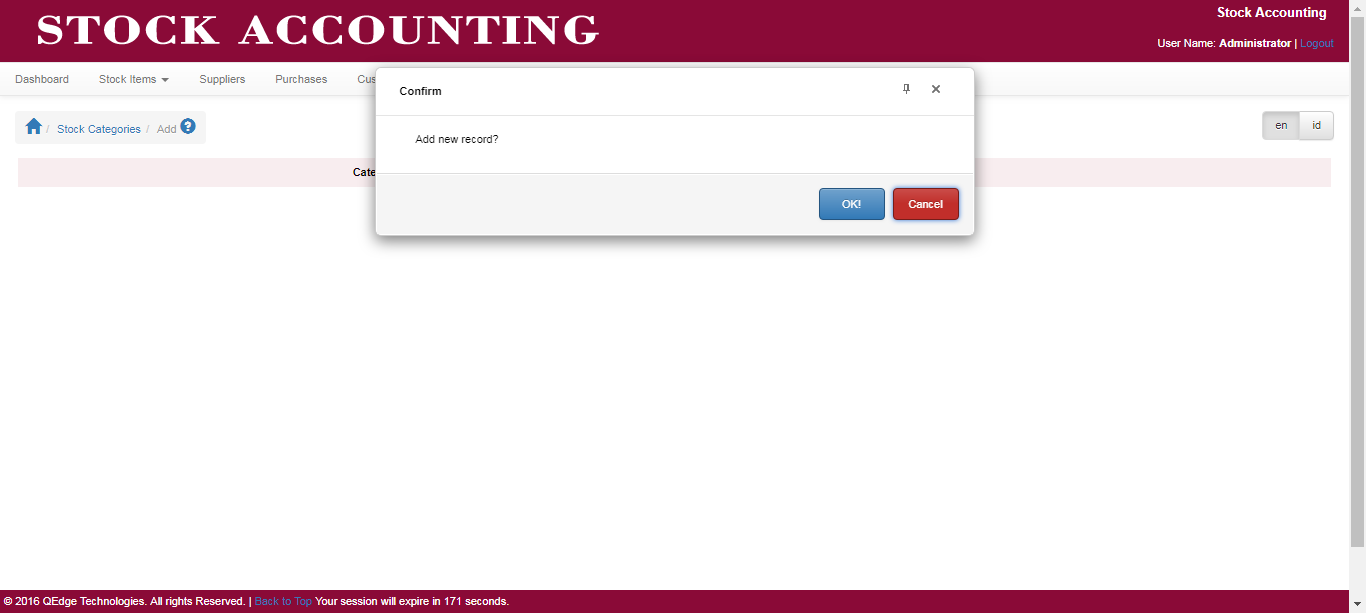 STOCK ACCOUNTING
Stock Accounting
User Name: Administrator | Logout
Dashboard Stock Items Suppliers Purchases
Confirm
/ Stock Categories / Add ?
en id
Add new record?
OK! Cancel
© 2016 QEdge Technologies. All rights Reserved. | Back to Top Your session will expire in 171 seconds.